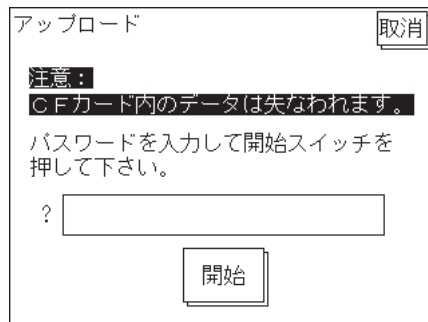 アップロード
取消
注意：
ＣＦカード内のデータは失なわれます。
パスワードを入力して開始スイッチを
押して下さい。
?
開始